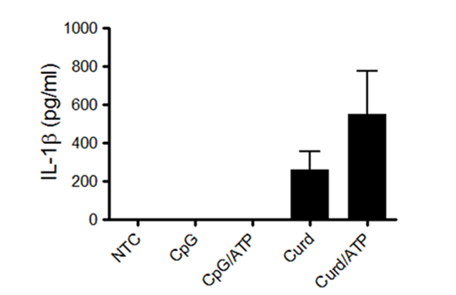 1000
800
600
400
200
0
IL-1β (pg/ml)
NTC
CpG
CpG/ATP
Curd
Curd/ATP